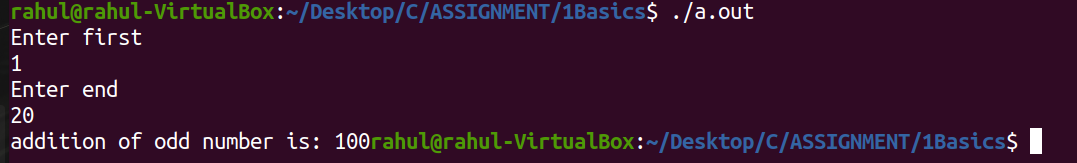 rahul@rahul-VirtualBox:~/Desktop/C/ASSIGNMENT/1Basics$ ./a.out
Enter first
1
Enter end
20
addition of odd number is: 100rahul@rahul-VirtualBox:~/Desktop/C/ASSIGNMENT/1Basics$